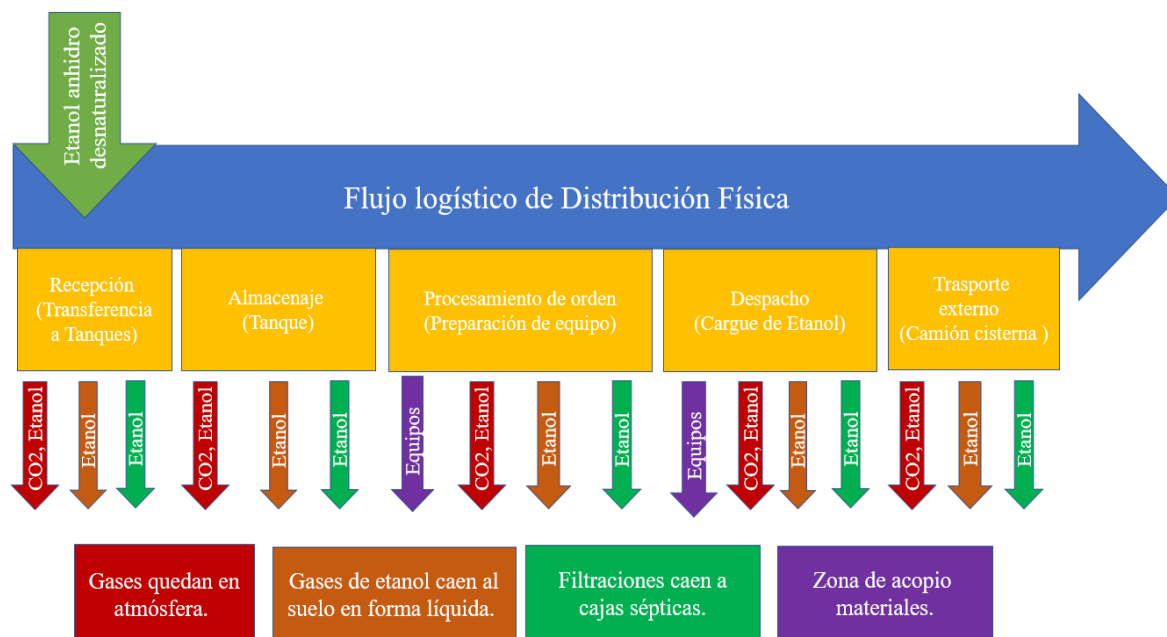 Etanol anhidro
desnaturalizado
Flujo logístico de Distribución Física
Recepción
(Transferencia
a Tanques)
Almacenaje
(Tanque)
Procesamiento de orden
(Preparación de equipo)
Despacho
(Cargue de Etanol)
Trasporte
externo
(Camión cisterna )
CO2, Etanol
Etanol
Etanol
CO2, Etanol
Etanol
Etanol
Equipos
CO2, Etanol
Etanol
Etanol
Equipos
CO2, Etanol
Etanol
Etanol
CO2, Etanol
Etanol
Etanol
Gases quedan en
atmósfera.
Gases de etanol caen al
suelo en forma líquida.
Filtraciones caen a
cajas sépticas.
Zona de acopio
materiales.